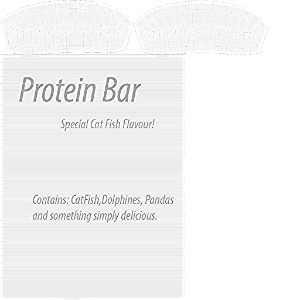 Protein Bar
Special Cat Fish Flavour!
Contains: CatFish,Dolphines, Pandas
and something simply delicious.